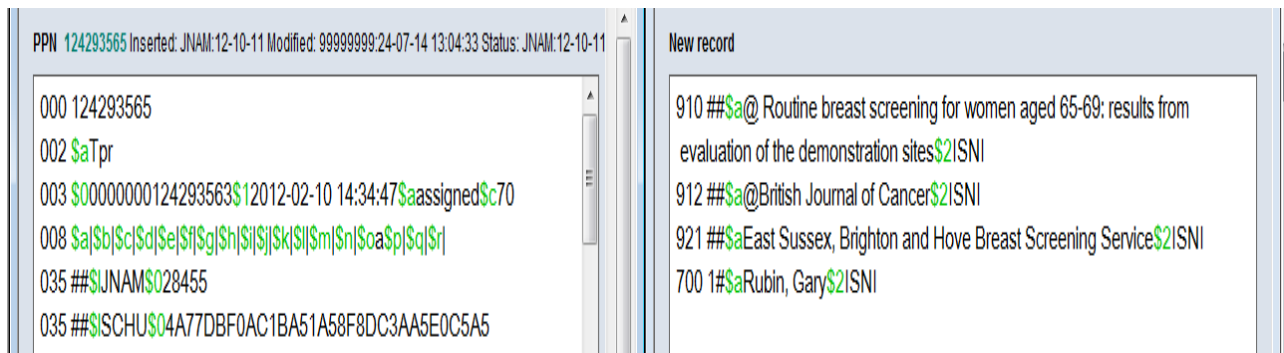 PPN 124293565 Inserted: JNAM:12-10-11 Modified: 99999999:24-07-14 13:04:33 Status: JNAM:12-10-11
000 124293565
002 $aTpr
003 $00000000124293563$12012-02-10 14:34:47$aassigned$c70
008 $a|$b|$c|$d|$e|$f|$g|$h|$i|$j|$k|$l|$m|$n|$oa$p|$q|$r|
035 ##$IJNAM$028455
035 ##$ISCHU$04A77DBF0AC1BA51A58F8DC3AA5E0C5A5
New record
910 ##$a@ Routine breast screening for women aged 65-69: results from
evaluation of the demonstration sites$2ISNI
912 ##$a@British Journal of Cancer$2ISNI
921 ##$aEast Sussex, Brighton and Hove Breast Screening Service$2ISNI
700 1#$aRubin, Gary$2ISNI